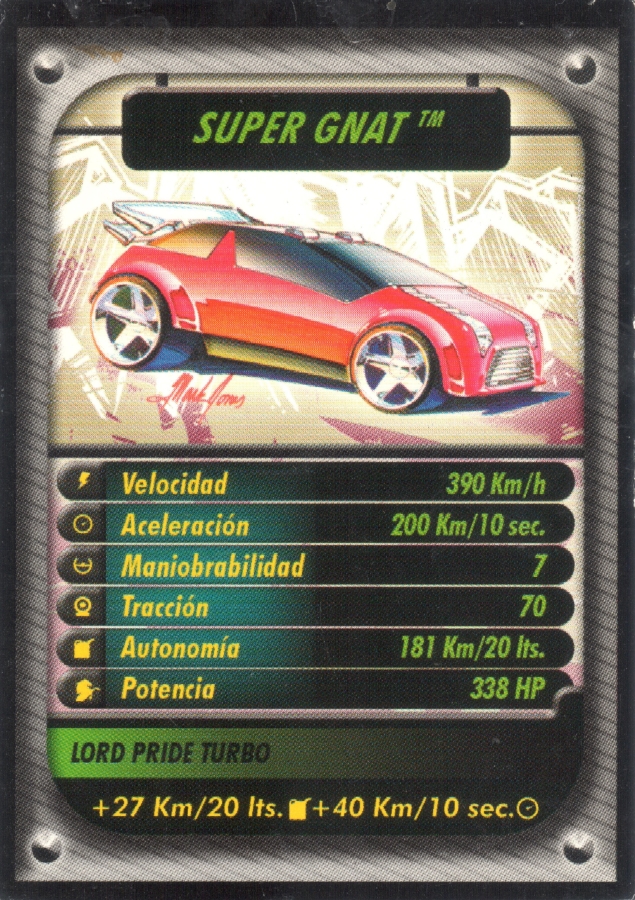 SUPER GNAT ™
Mark Jones
Velocidad 390 Km/h
Aceleración 200 Km/10 sec.
Maniobrabilidad 7
Tracción 70
Autonomía 181 Km/20 lts.
Potencia 338 HP
LORD PRIDE TURBO
+27 Km/20 lts. +40 Km/10 sec.